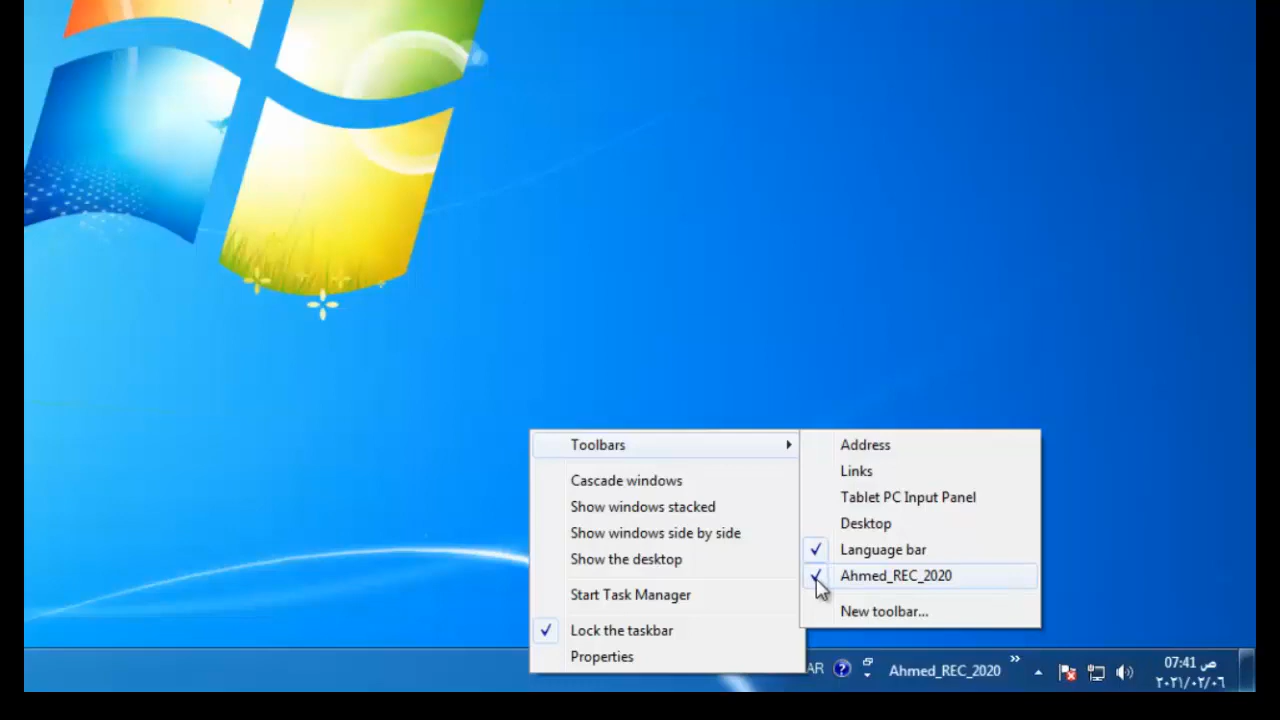 Toolbars
Cascade windows
Show windows stacked
Show windows side by side
Show the desktop
Start Task Manager
Lock the taskbar
Properties
Address
Links
Tablet PC Input Panel
Desktop
Language bar
Ahmed_REC_2020
New toolbar...
AR
Ahmed_REC_2020
07:41 ص
٢٠٢١/٠٢/٠٦